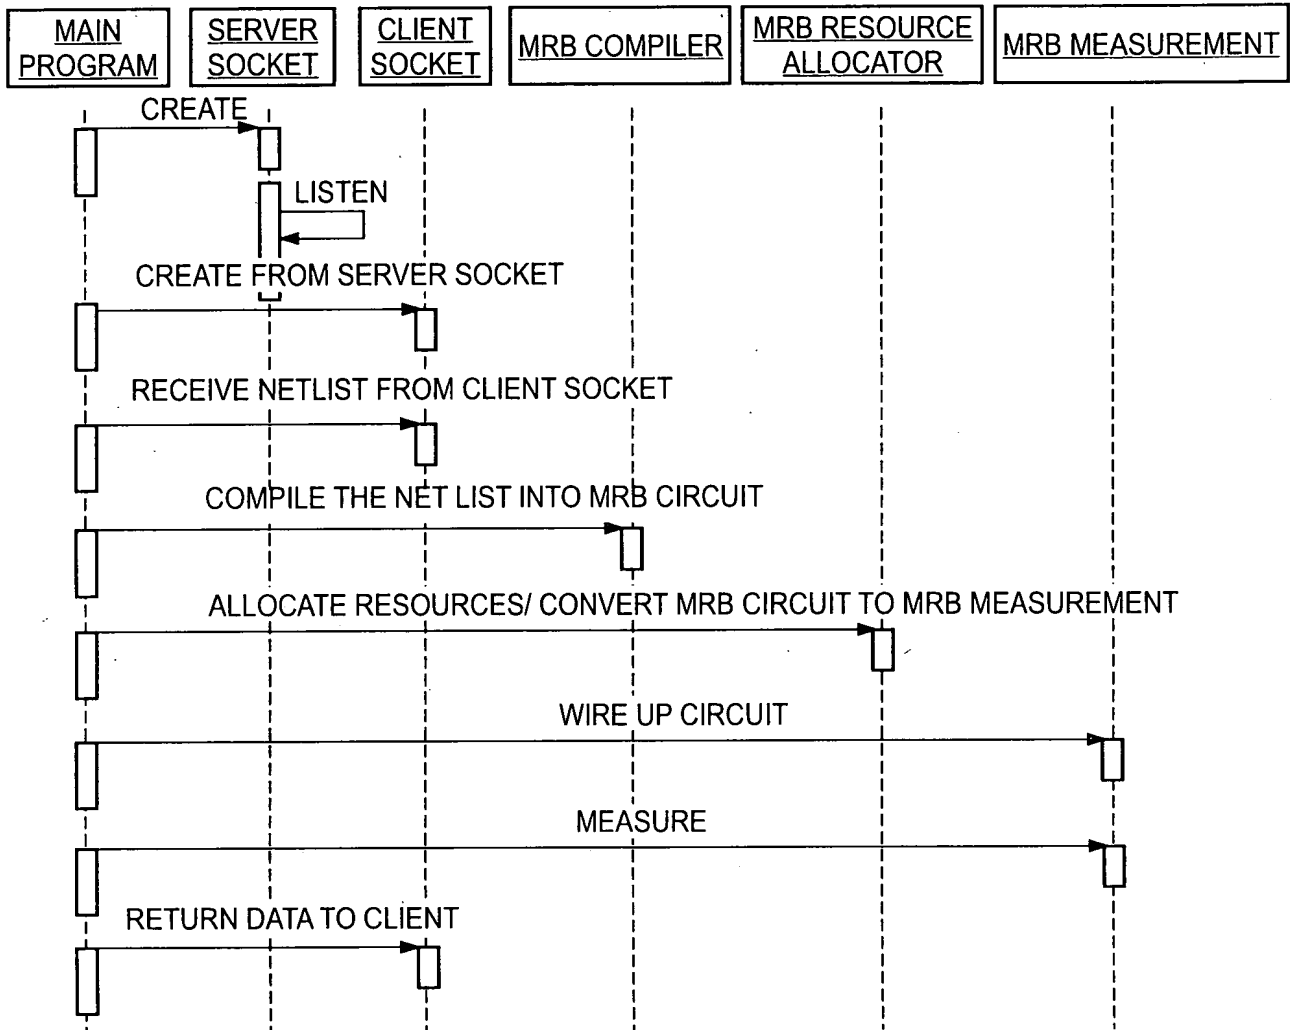 MAIN
PROGRAM
SERVER
SOCKET
CLIENT
SOCKET
MRB COMPILER
MRB RESOURCE
ALLOCATOR
MRB MEASUREMENT
CREATE
LISTEN
CREATE FROM SERVER SOCKET
RECEIVE NETLIST FROM CLIENT SOCKET
COMPILE THE NET LIST INTO MRB CIRCUIT
ALLOCATE RESOURCES/ CONVERT MRB CIRCUIT TO MRB MEASUREMENT
WIRE UP CIRCUIT
MEASURE
RETURN DATA TO CLIENT